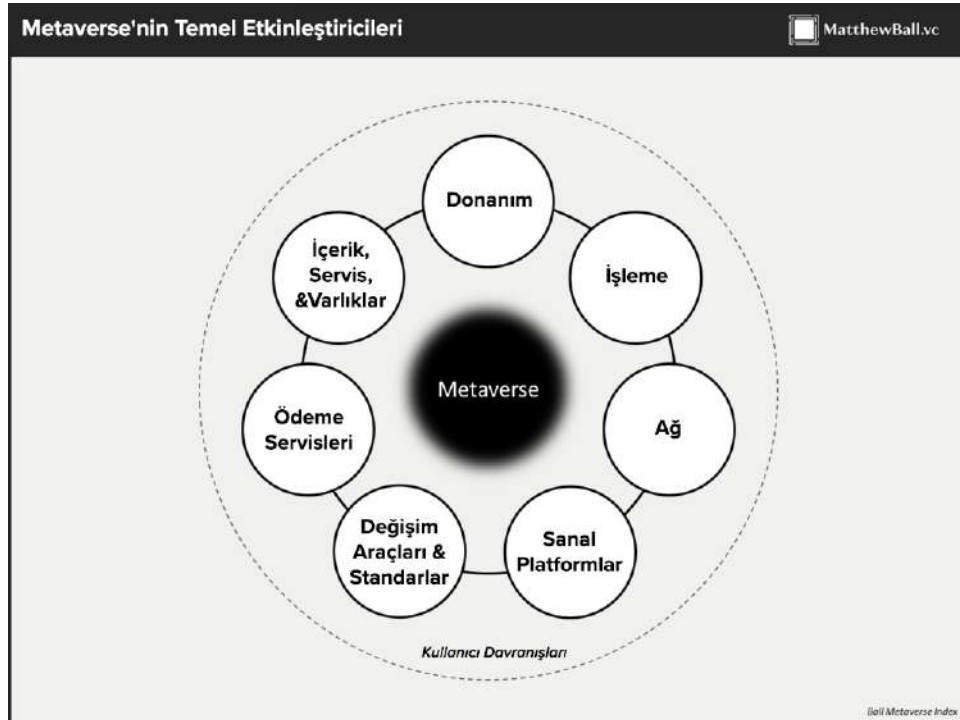 Metaverse'nin Temel Etkinleştiricileri
MatthewBall.vc
Donanım
İşleme
Ağ
Sanal
Platformlar
Değişim
Araçları &
Standarlar
Ödeme
Servisleri
İçerik,
Servis,
&Varlıklar
Metaverse
Kullanıcı Davranışları
Ball Metaverse Index